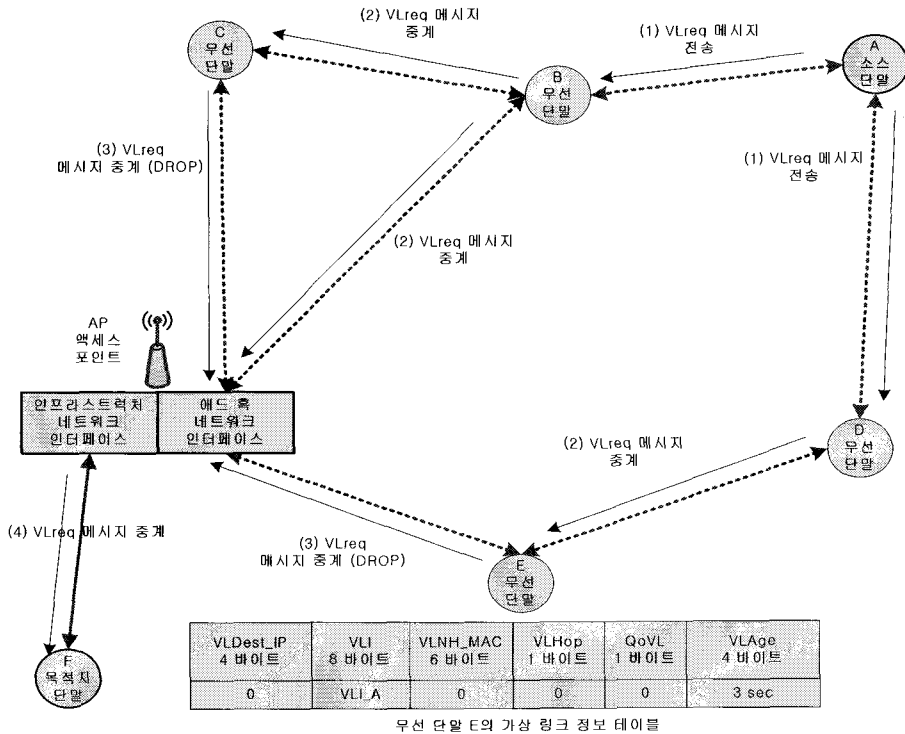 (2) VLreq 메시지
중계
(1) VLreq 메시지
전송
C
무선
단말
B
무선
단말
A
소스
단말
(3) VLreq
메시지 중계 (DROP)
(1) VLreq 메시지
전송
(2) VLreq 메시지
중계
AP
액세스
포인트
인프라스트럭처
네트워크
인터페이스
애드 혹
네트워크
인터페이스
D
무선
단말
(2) VLreq 메시지
중계
(4) VLreq 메시지 중계
(3) VLreq
메시지 중계 (DROP)
E
무선
단말
F
목적지
단말
VLDest_IP
4 바이트
VLI
8 바이트
VLNH_MAC
6 바이트
VLHop
1 바이트
QoVL
1 바이트
VLAge
4 바이트
0
VLI_A
0
0
0
3 sec
무선 단말 E의 가상 링크 정보 테이블